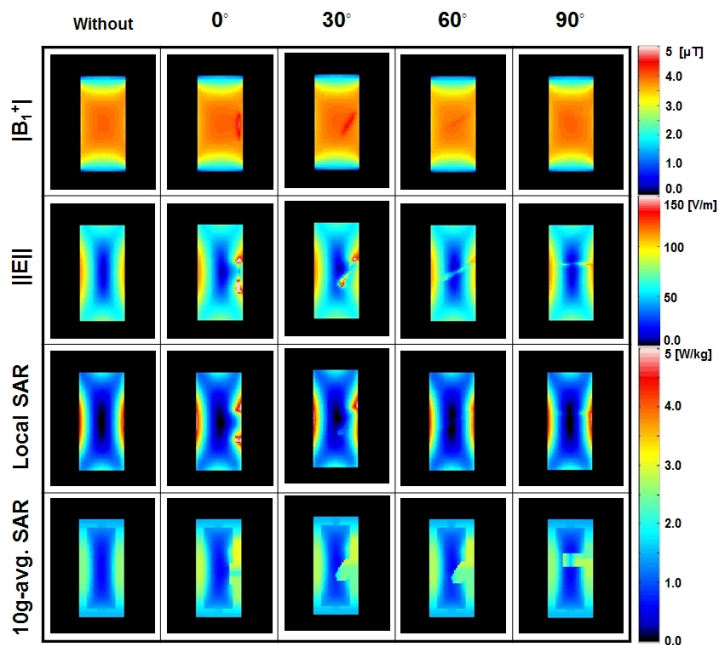 Without 0° 30° 60° 90°
|B₁⁺|
5 [μT]
4.0
3.0
2.0
1.0
0.0
||E||
150 [V/m]
100
50
0.0
Local SAR
5 [W/kg]
4.0
3.0
2.0
1.0
0.0
10g-avg. SAR